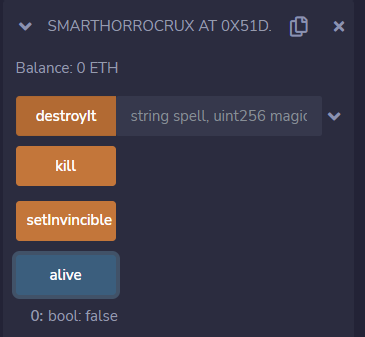 SMARTHORROCRUX AT 0X51D.
Balance: 0 ETH
destroyIt string spell, uint256 magic
kill
setInvincible
alive
0: bool: false